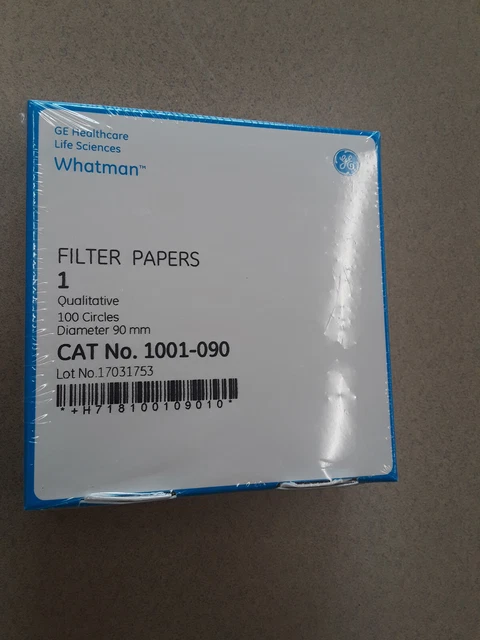 GE Healthcare
Life Sciences
Whatman™
GE
FILTER PAPERS
1
Qualitative
100 Circles
Diameter 90 mm
CAT No. 1001-090
Lot No.17031753
*+H718100109010*